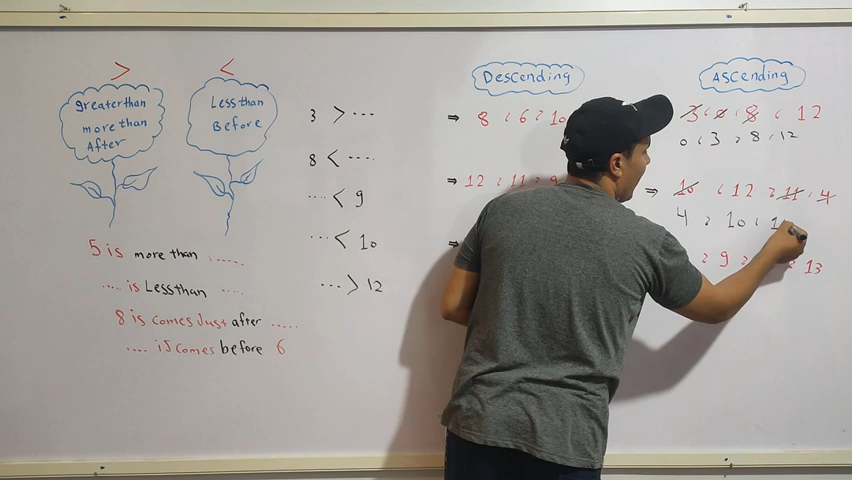 > <
greater than
more than
After
Less than
Before
3 > ....
8 < ....
.... < 9
... < 10
... > 12
5 is more than ......
.... is Less than ....
8 is comes Just after .....
.... is comes before 6
Descending
⇒ 8 , 6 , 10
⇒ 12 , 11 , 9
⇒
ASCending
3 , 0 , 8 , 12
0 , 3 , 8 , 12
⇒ 10 , 12 , 11 , 4
4 , 10 , 1
, 9 , , 13